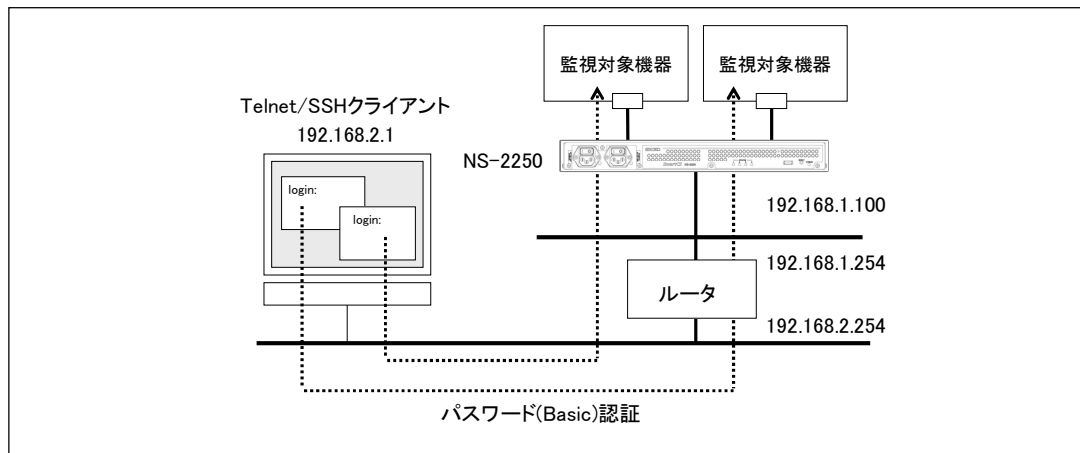 監視対象機器
監視対象機器
Telnet/SSHクライアント
192.168.2.1
NS-2250
login:
login:
192.168.1.100
192.168.1.254
ルータ
192.168.2.254
パスワード(Basic)認証